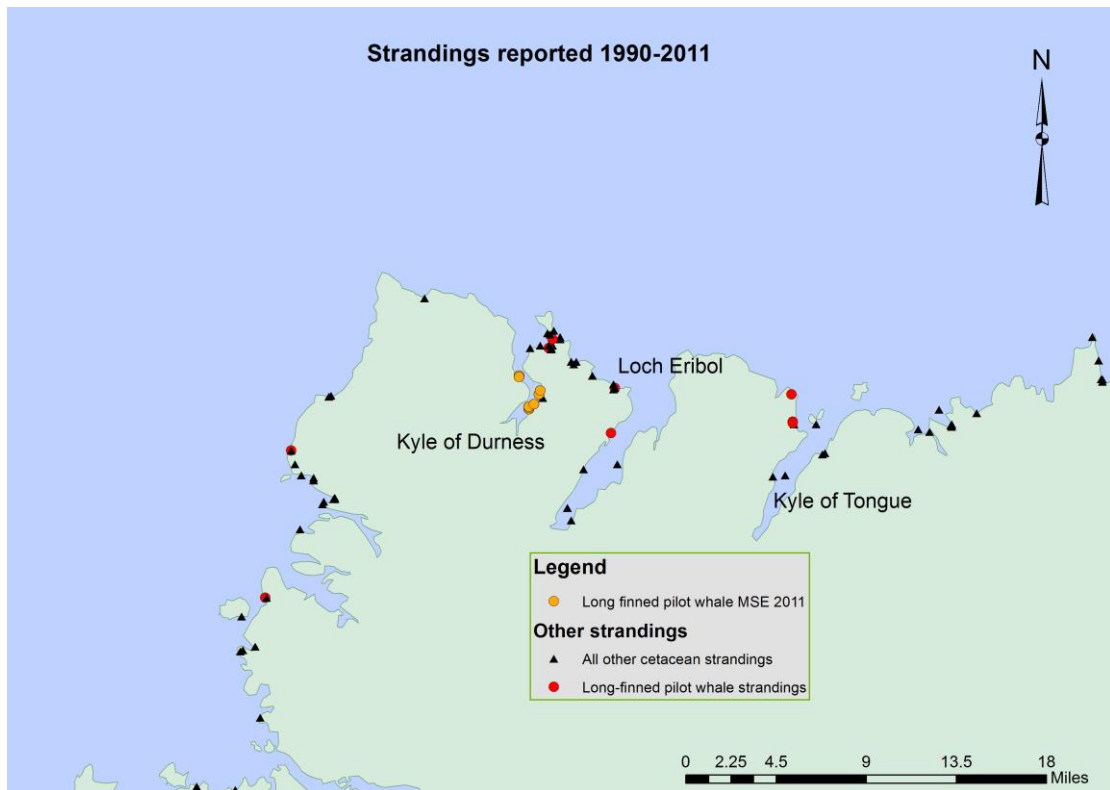 Strandings reported 1990-2011
N
Loch Eribol
Kyle of Durness
Kyle of Tongue
Legend
Long finned pilot whale MSE 2011
Other strandings
All other cetacean strandings
Long-finned pilot whale strandings
0 2.25 4.5 9 13.5 18
Miles